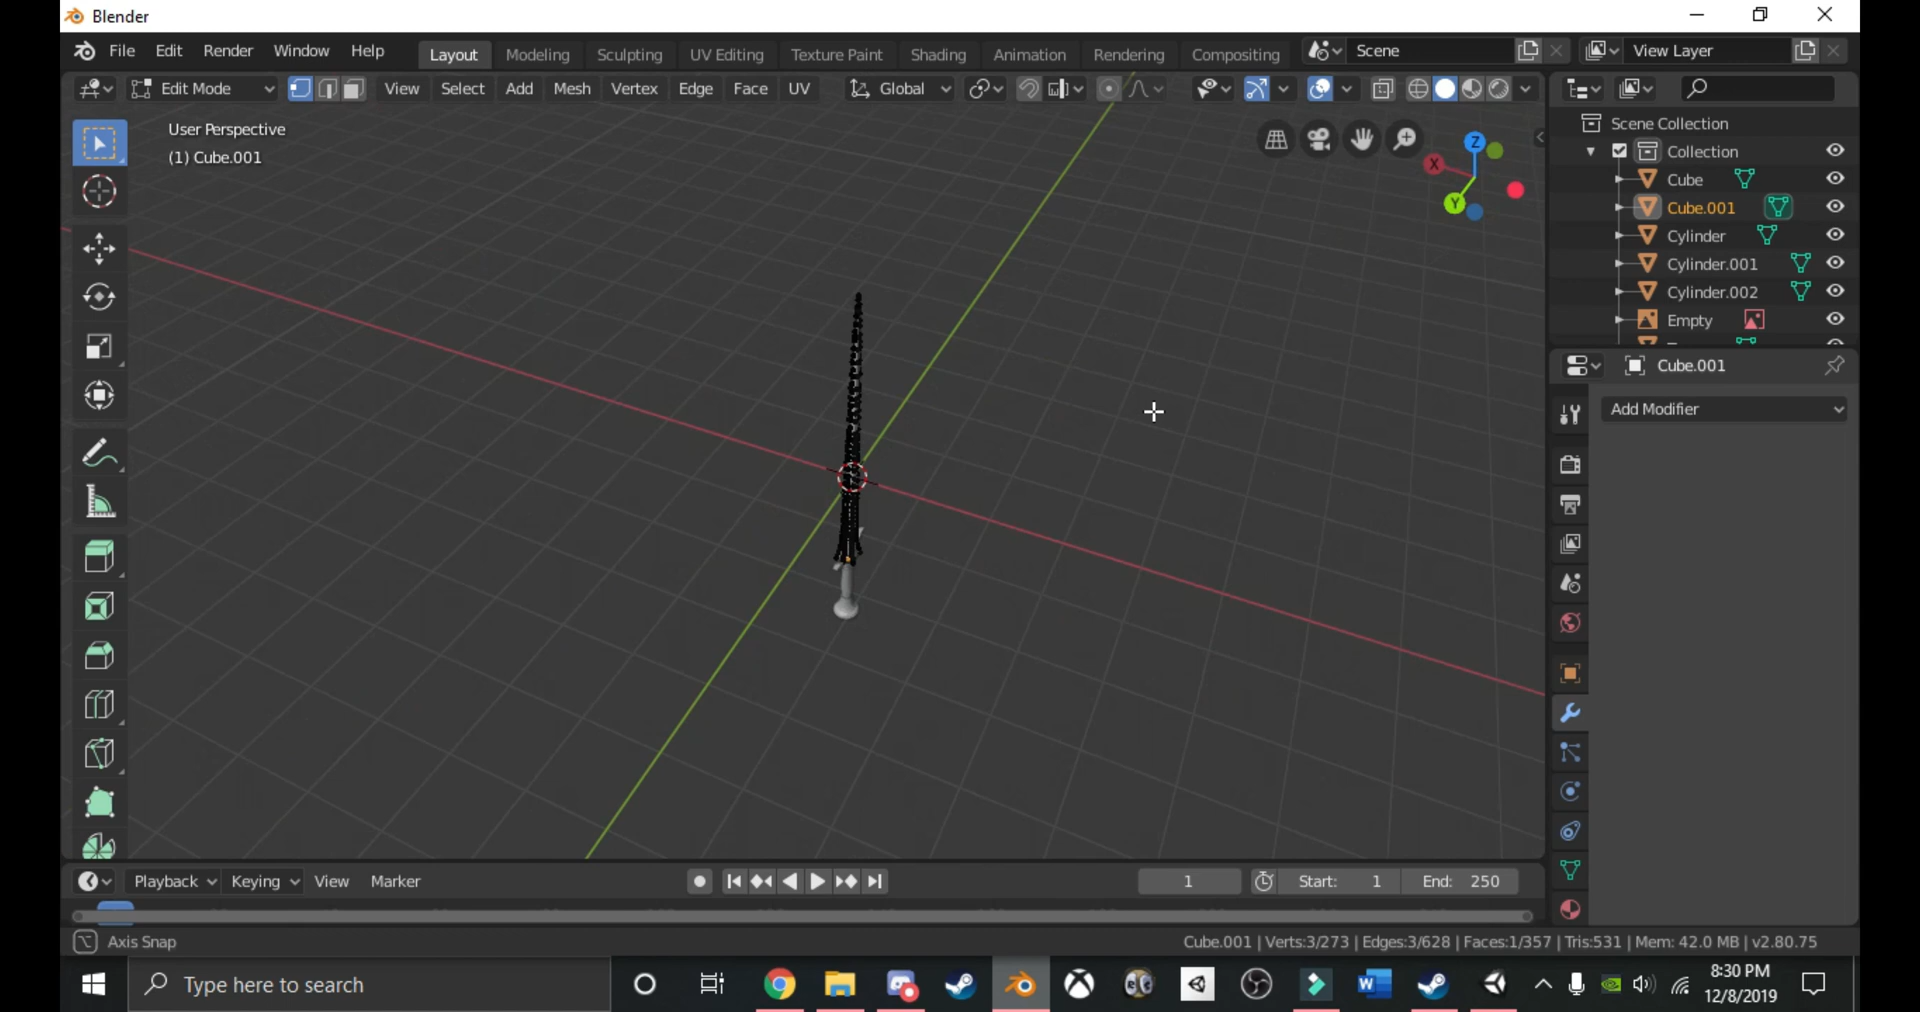 Blender
File Edit Render Window Help Layout Modeling Sculpting UV Editing Texture Paint Shading Animation Rendering Compositing Scene View Layer
Edit Mode View Select Add Mesh Vertex Edge Face UV Global
User Perspective
(1) Cube.001
Z
X
Y
Scene Collection
Collection
Cube
Cube.001
Cylinder
Cylinder.001
Cylinder.002
Empty
Cube.001
Add Modifier
Playback Keying View Marker 1 Start: 1 End: 250
Axis Snap Cube.001 | Verts:3/273 | Edges:3/628 | Faces:1/357 | Tris:531 | Mem: 42.0 MB | v2.80.75
Type here to search
8:30 PM
12/8/2019